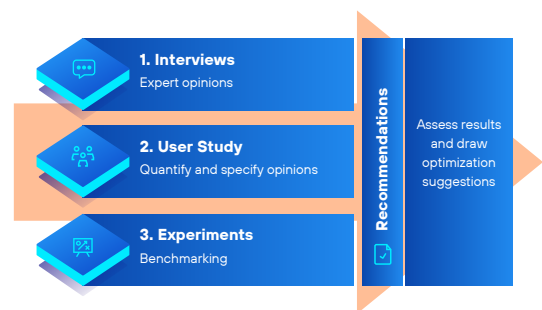 1. Interviews
Expert opinions
2. User Study
Quantify and specify opinions
3. Experiments
Benchmarking
Recommendations
Assess results
and draw
optimization
suggestions